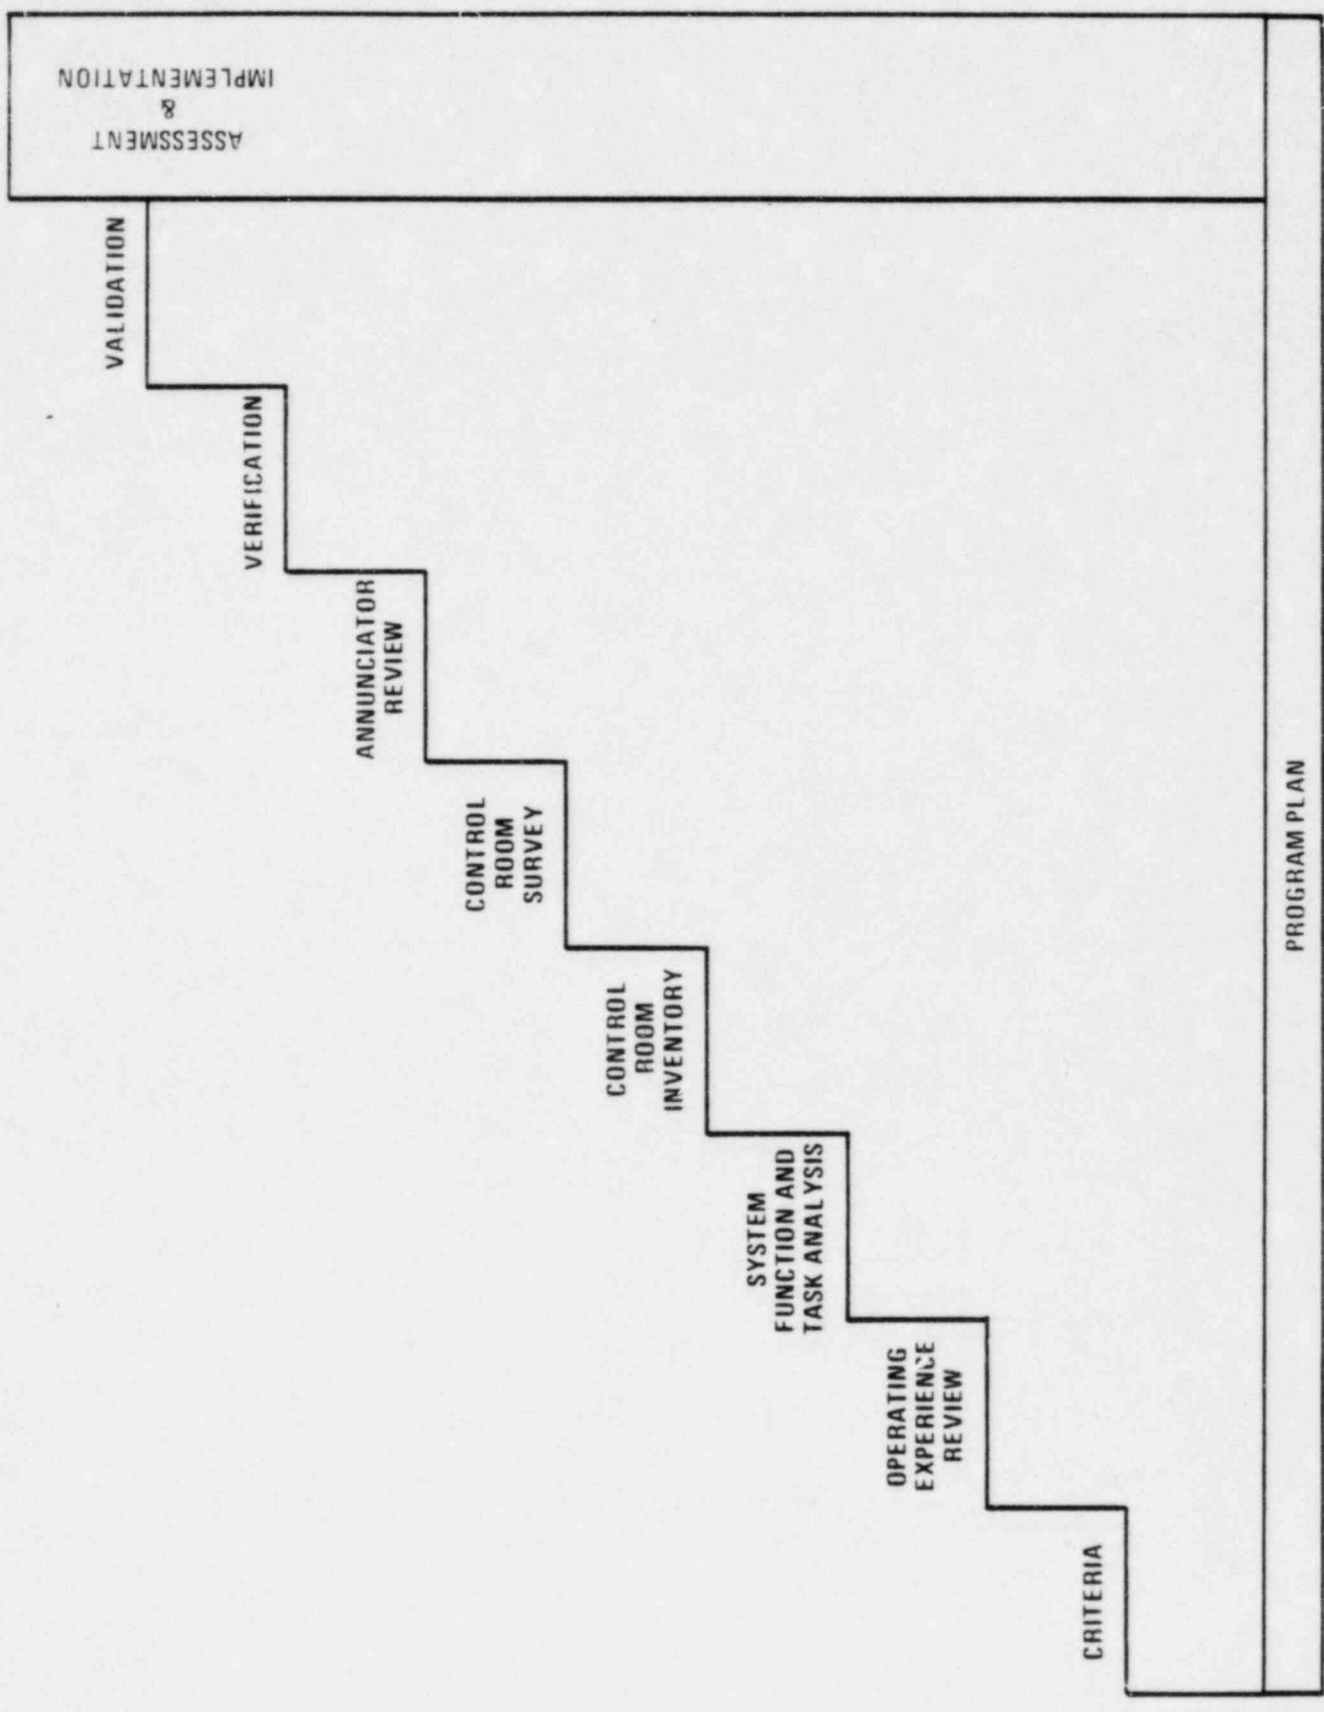 CRITERIA
OPERATING
EXPERIENCE
REVIEW
SYSTEM
FUNCTION AND
TASK ANALYSIS
CONTROL
ROOM
INVENTORY
CONTROL
ROOM
SURVEY
ANNUNCIATOR
REVIEW
VERIFICATION
VALIDATION
ASSESSMENT
&
IMPLEMENTATION
PROGRAM PLAN